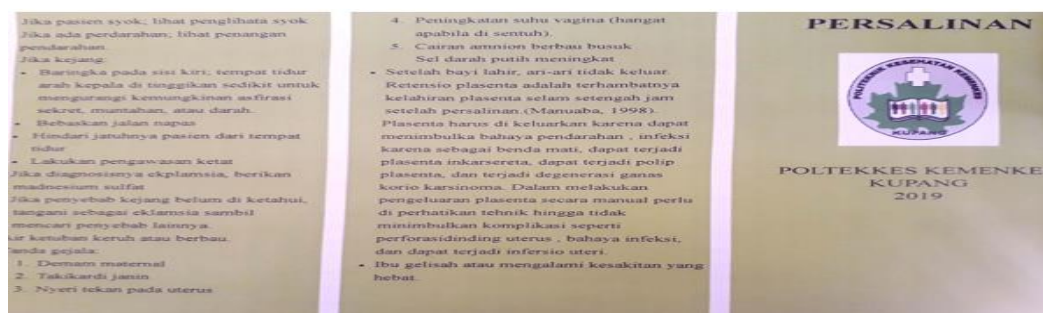 Jika pasien syok; lihat penglihata syok
Jika ada perdarahan; lihat penangan
pendarahan.
Jika kejang:
- Baringka pada sisi kiri; tempat tidur
arah kepala di tinggikan sedikit untuk
mengurangi kemungkinan asfirasi
sekret, muntahan, atau darah.
- Bebaskan jalan napas
- Hindari jatuhnya pasien dari tempat
tidur
- Lakukan pengawasan ketat
Jika diagnosisnya ekplamsia, berikan
madnesium sulfat
Jika penyebab kejang belum di ketahui,
tangani sebagai eklamsia sambil
mencari penyebab lainnya.
air ketuban keruh atau berbau.
anda gejala:
1. Demam maternal
2. Takikardi janin
3. Nyeri tekan pada uterus
4. Peningkatan suhu vagina (hangat
apabila di sentuh).
5. Cairan amnion berbau busuk
Sel darah putih meningkat
- Setelah bayi lahir, ari-ari tidak keluar.
Retensio plasenta adalah terhambatnya
kelahiran plasenta selam setengah jam
setelah persalinan.(Manuaba, 1998).
Plasenta harus di keluarkan karena dapat
menimbulka bahaya pendarahan , infeksi
karena sebagai benda mati, dapat terjadi
plasenta inkarsereta, dapat terjadi polip
plasenta, dan terjadi degenerasi ganas
korio karsinoma. Dalam melakukan
pengeluaran plasenta secara manual perlu
di perhatikan tehnik hingga tidak
minimbulkan komplikasi seperti
perforasidinding uterus , bahaya infeksi,
dan dapat terjadi infersio uteri.
- Ibu gelisah atau mengalami kesakitan yang
hebat.
PERSALINAN
POLITEKNIK KESEHATAN KEMENKES
KUPANG
POLTEKKES KEMENKE
KUPANG
2019